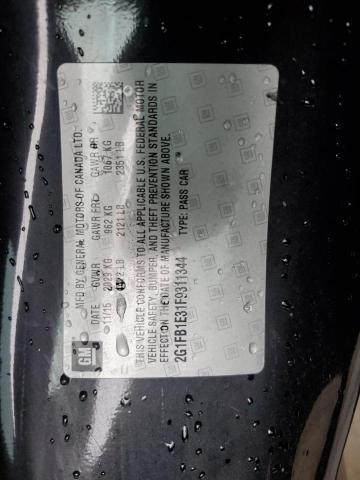 GM
MFD BY GENERAL MOTORS OF CANADA LTD.
DATE GVWR GAWR FRT GAWR RR
11/15 2029 KG 962 KG 1067 KG
2121 LB 2351 LB
THIS VEHICLE CONFORMS TO ALL APPLICABLE U.S. FEDERAL MOTOR
VEHICLE SAFETY, BUMPER, AND THEFT PREVENTION STANDARDS IN
EFFECT ON THE DATE OF MANUFACTURE SHOWN ABOVE.
2G1FB1E31F9311344 TYPE: PASS CAR